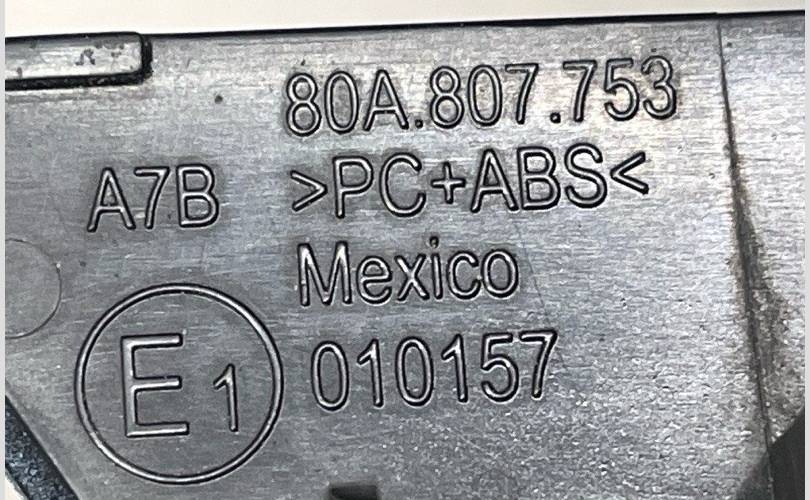 80A.807.753
A7B >PC+ABS<
Mexico
E1 010157